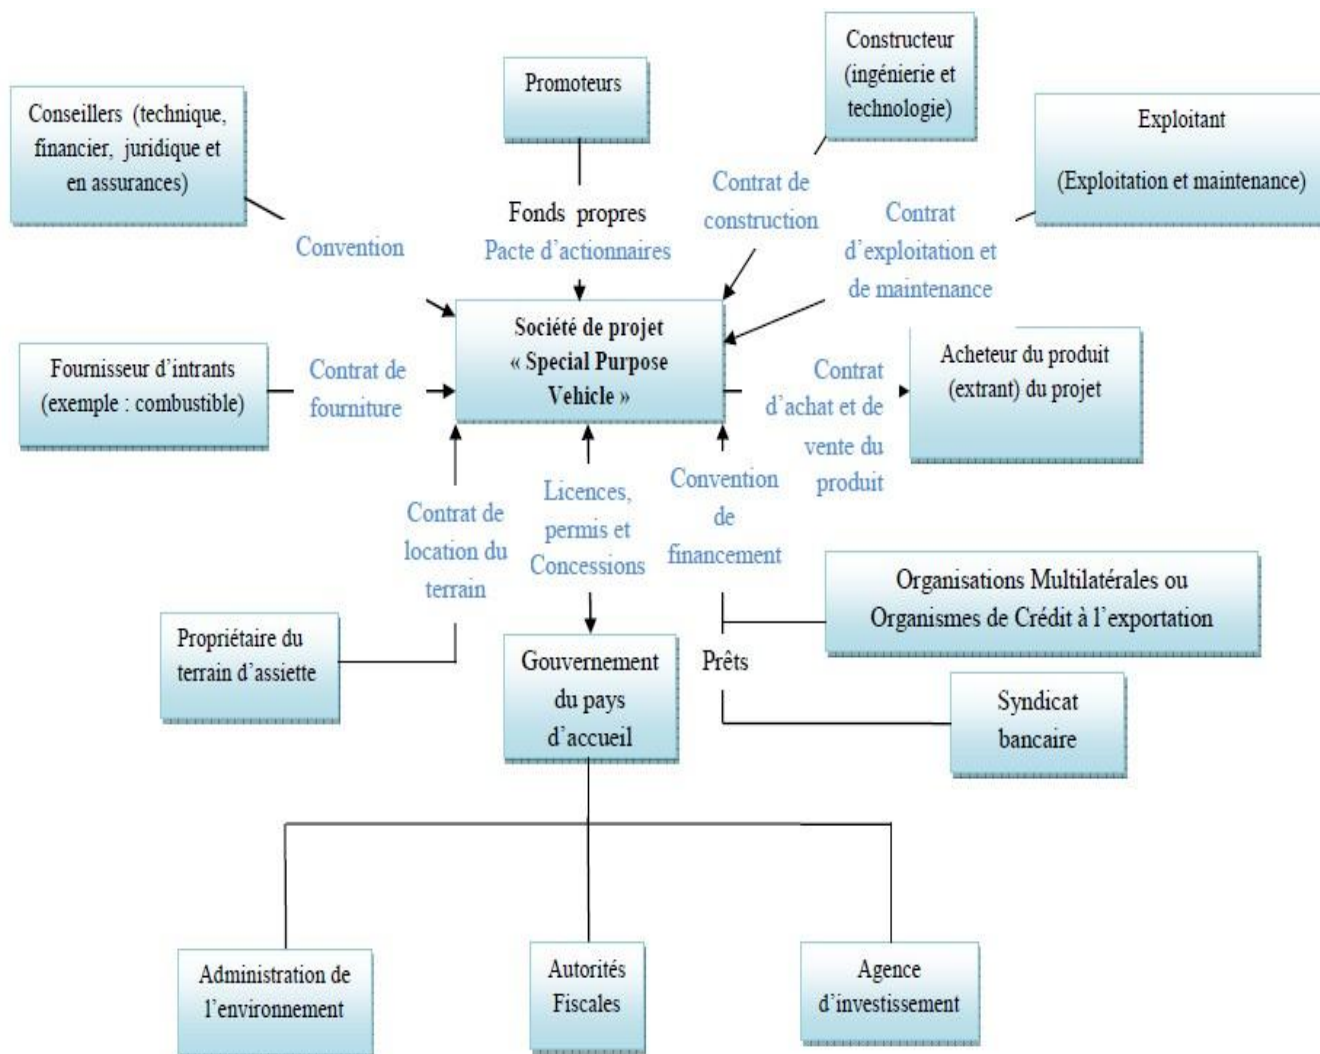 Constructeur
(ingénierie et
technologie)
Promoteurs
Conseillers (technique,
financier, juridique et
en assurances)
Exploitant
(Exploitation et maintenance)
Contrat de
construction
Fonds propres
Pacte d’actionnaires
Contrat
d’exploitation et
de maintenance
Convention
Société de projet
« Special Purpose
Vehicle »
Fournisseur d’intrants
(exemple : combustible)
Contrat de
fourniture
Contrat
d’achat et de
vente du
produit
Acheteur du produit
(extrant) du projet
Contrat de
location du
terrain
Licences,
permis et
Concessions
Convention
de
financement
Organisations Multilatérales ou
Organismes de Crédit à l’exportation
Propriétaire du
terrain d’assiette
Gouvernement
du pays
d’accueil
Prêts
Syndicat
bancaire
Administration de
l’environnement
Autorités
Fiscales
Agence
d’investissement